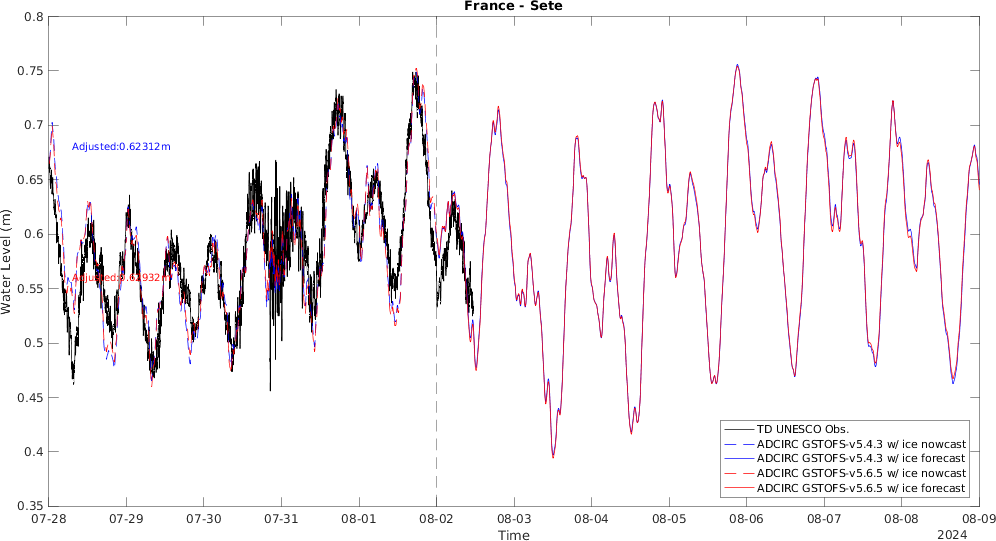 France - Sete
0.8
0.75
0.7
0.65
0.6
0.55
0.5
0.45
0.4
0.35
Water Level (m)
Adjusted:0.62312m
Adjusted:0.62932m
TD UNESCO Obs.
ADCIRC GSTOFS-v5.4.3 w/ ice nowcast
ADCIRC GSTOFS-v5.4.3 w/ ice forecast
ADCIRC GSTOFS-v5.6.5 w/ ice nowcast
ADCIRC GSTOFS-v5.6.5 w/ ice forecast
07-28 07-29 07-30 07-31 08-01 08-02 08-03 08-04 08-05 08-06 08-07 08-08 08-09
Time
2024